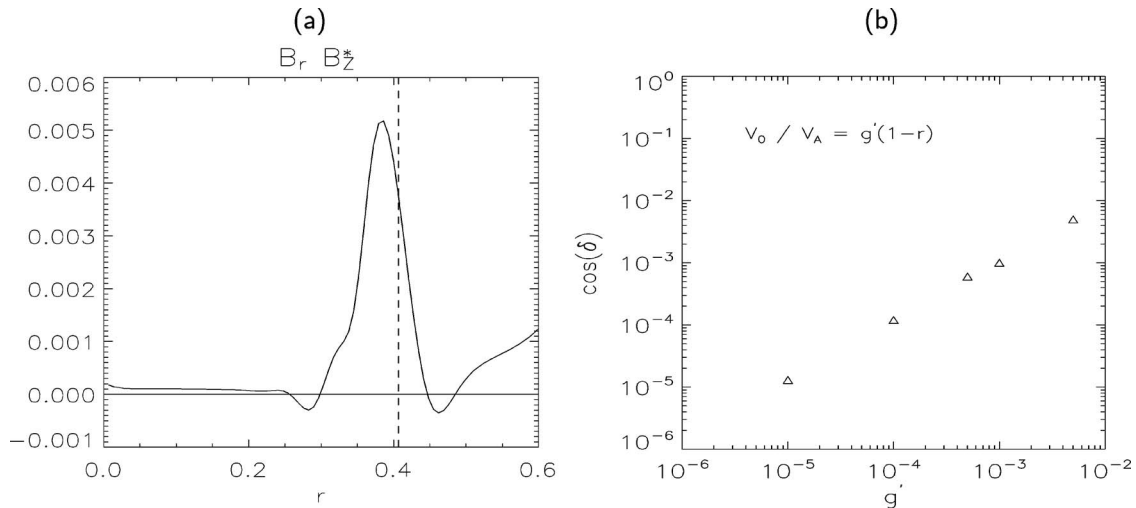 (a)
B_r B_Z^*
0.006
0.005
0.004
0.003
0.002
0.001
0.000
−0.001
0.0 0.2 0.4 0.6
r
(b)
10^0
10^-1
10^-2
10^-3
10^-4
10^-5
10^-6
cos(δ)
V_0 / V_A = g'(1−r)
10^-6 10^-5 10^-4 10^-3 10^-2
g'